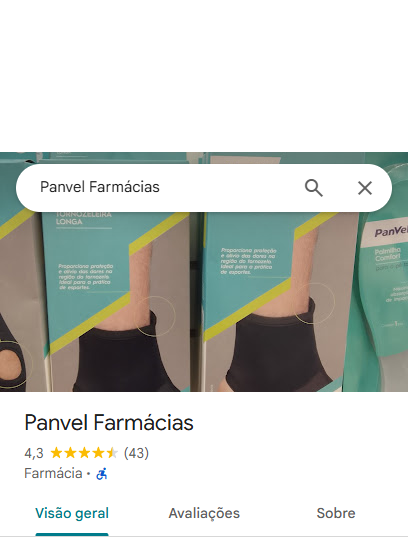 Panvel Farmácias
TORNOZELEIRA
LONGA
Proporciona proteção
e alívio das dores na
região do tornozelo.
Ideal para a prática
de esportes.
Proporciona proteção
e alívio das dores na
região do tornozelo.
Ideal para a prática
de esportes.
PanVel
Palmilha
Comfort
Panvel Farmácias
4,3 (43)
Farmácia ·
Visão geral
Avaliações
Sobre